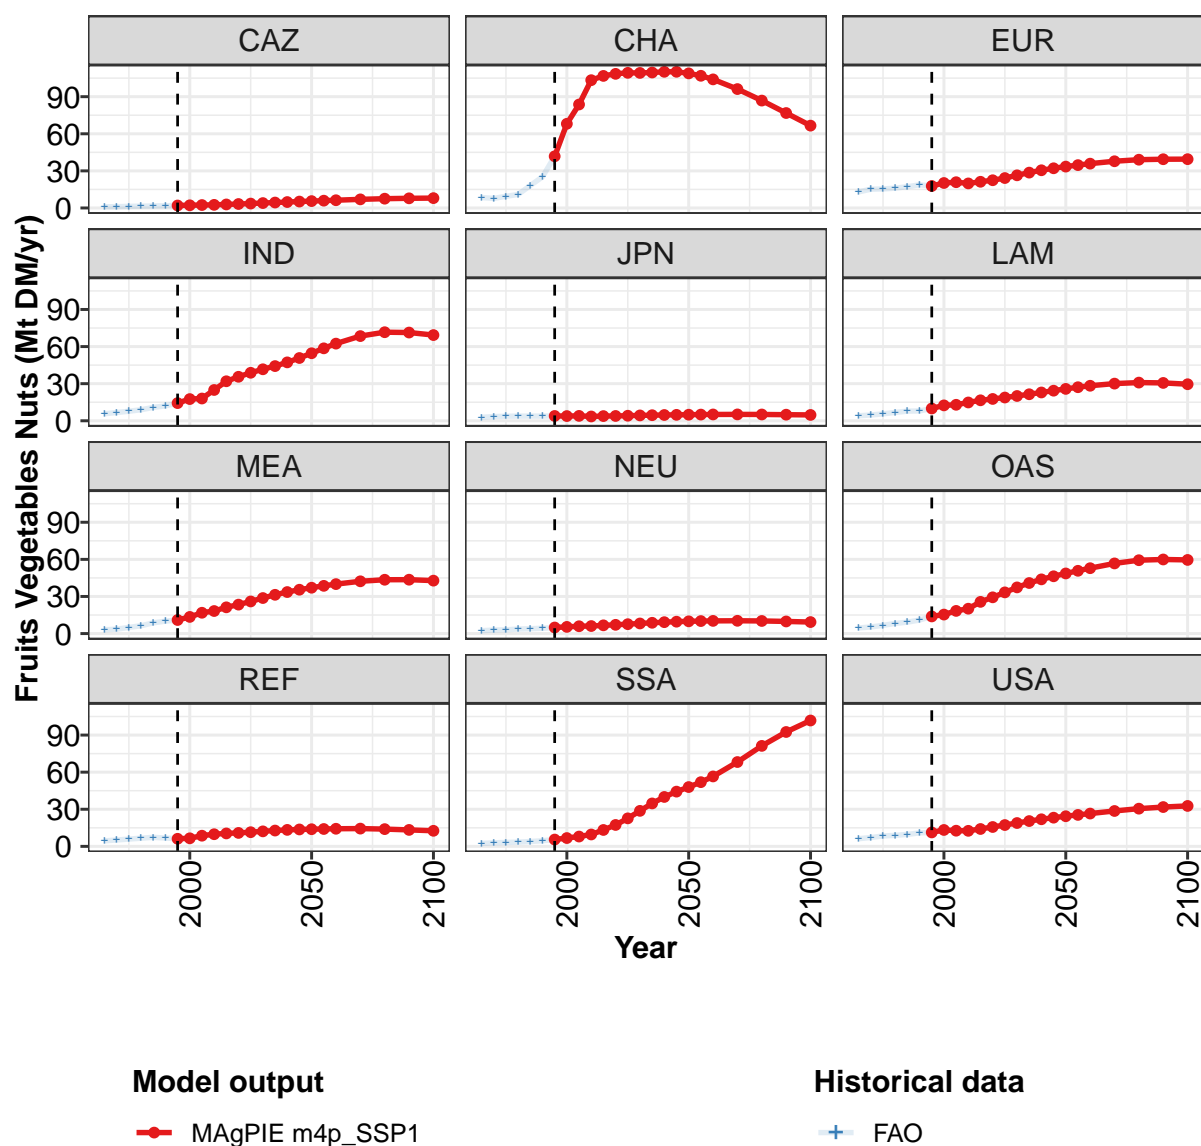 CAZ CHA EUR
90
60
30
0
IND JPN LAM
90
60
30
0
MEA NEU OAS
90
60
30
0
REF SSA USA
90
60
30
0
2000 2050 2100 2000 2050 2100 2000 2050 2100
Year
Fruits Vegetables Nuts (Mt DM/yr)
Model output Historical data
MAgPIE m4p_SSP1 FAO